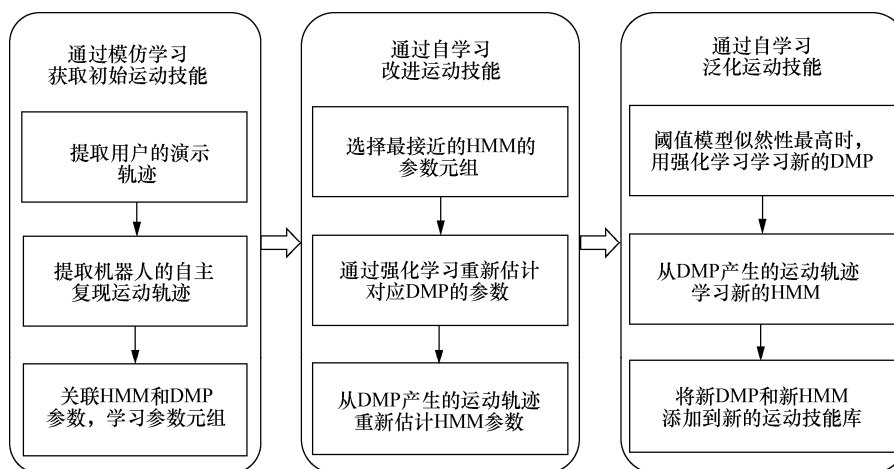 通过模仿学习
获取初始运动技能
提取用户的演示
轨迹
提取机器人的自主
复现运动轨迹
关联HMM和DMP
参数，学习参数元组
通过自学习
改进运动技能
选择最接近的HMM的
参数元组
通过强化学习重新估计
对应DMP的参数
从DMP产生的运动轨迹
重新估计HMM参数
通过自学习
泛化运动技能
阈值模型似然性最高时，
用强化学习学习新的DMP
从DMP产生的运动轨迹
学习新的HMM
将新DMP和新HMM
添加到新的运动技能库